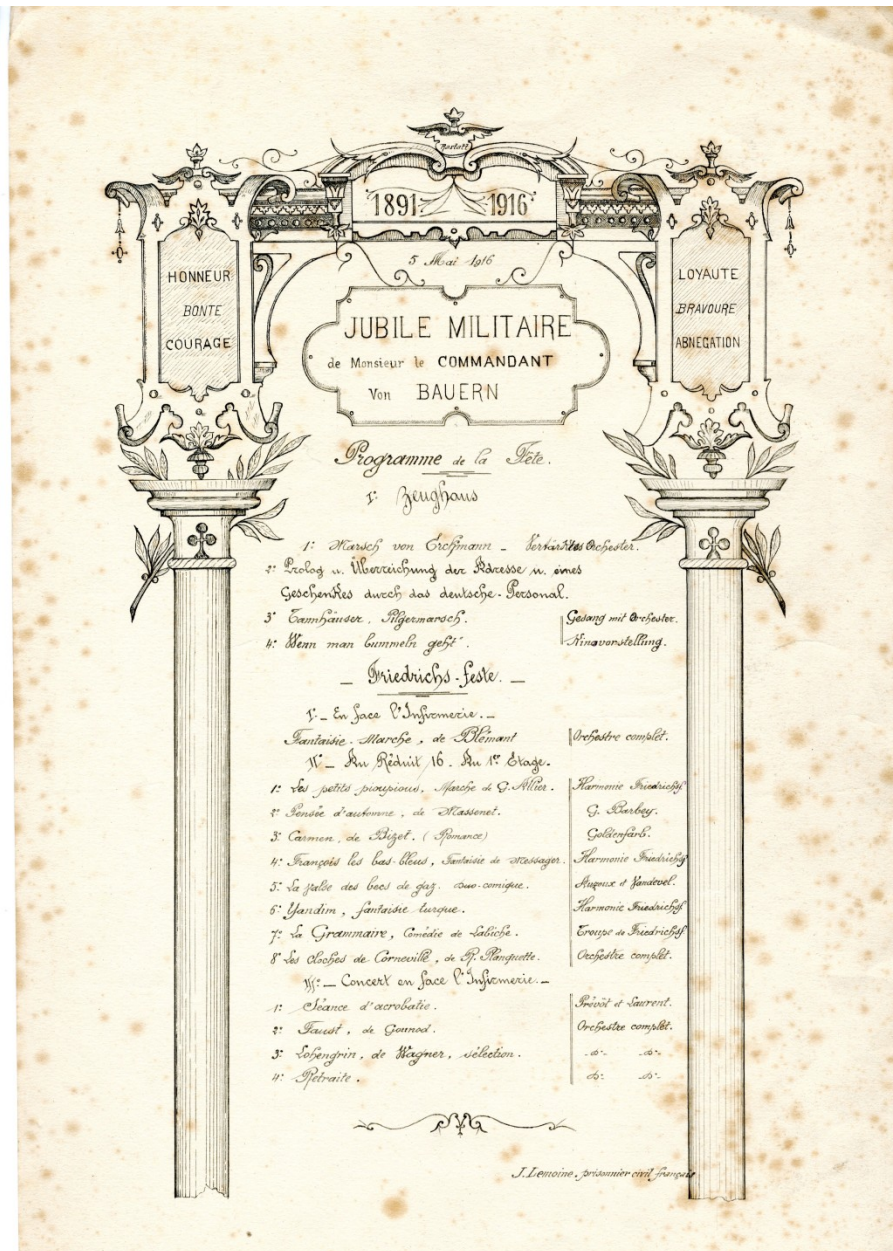 Rastatt
1891 1916
5 Mai 1916
HONNEUR
BONTE
COURAGE
LOYAUTE
BRAVOURE
ABNEGATION
JUBILE MILITAIRE
de Monsieur le COMMANDANT
Von BAUERN
Programme de la Fête.
I: Zeughaus
1: Marsch von Erchmann _ Verstärktes Orchester.
2: Prolog u. Überreichung der Adresse u. eines
Geschenkes durch das deutsche-Personal.
3: Tannhäuser, Pilgermarsch. Gesang mit Orchester.
4: Wenn man bummeln geht". Kinovorstellung.
_ Friedrichs-feste. _
I: _ En face l'Infirmerie. _
Fantaisie-Marche, de Blémant Orchestre complet.
II: _ Au Réduit, 16. Au 1er Etage.
1: Les petits pioupious, Marche de G. Allier. Harmonie Friedrichsf
2: Pensée d'automne, de Massenet. G. Barbey.
3: Carmen, de Bizet. (Romance) Goldenfarb.
4: François les bas-bleus, Fantaisie de Messager. Harmonie Friedrichsf
5: La valse des becs de gaz. Duo-comique. et Vandevel.
6: Yandim, fantaisie turque. Harmonie Friedrichsf
7: La Grammaire, Comédie de Labiche. Troupe de Friedrichsf
8: Les cloches de Corneville, de R. Planquette. Orchestre complet.
III: _ Concert en face l'Infirmerie. _
1: Séance d'acrobatie. Prévôt et Laurent.
2: Faust, de Gounod. Orchestre complet.
3: Lohengrin, de Wagner, sélection. -d:- -d:-
4: Retraite. d:- -d:-
J. Lemoine. prisonnier civil français